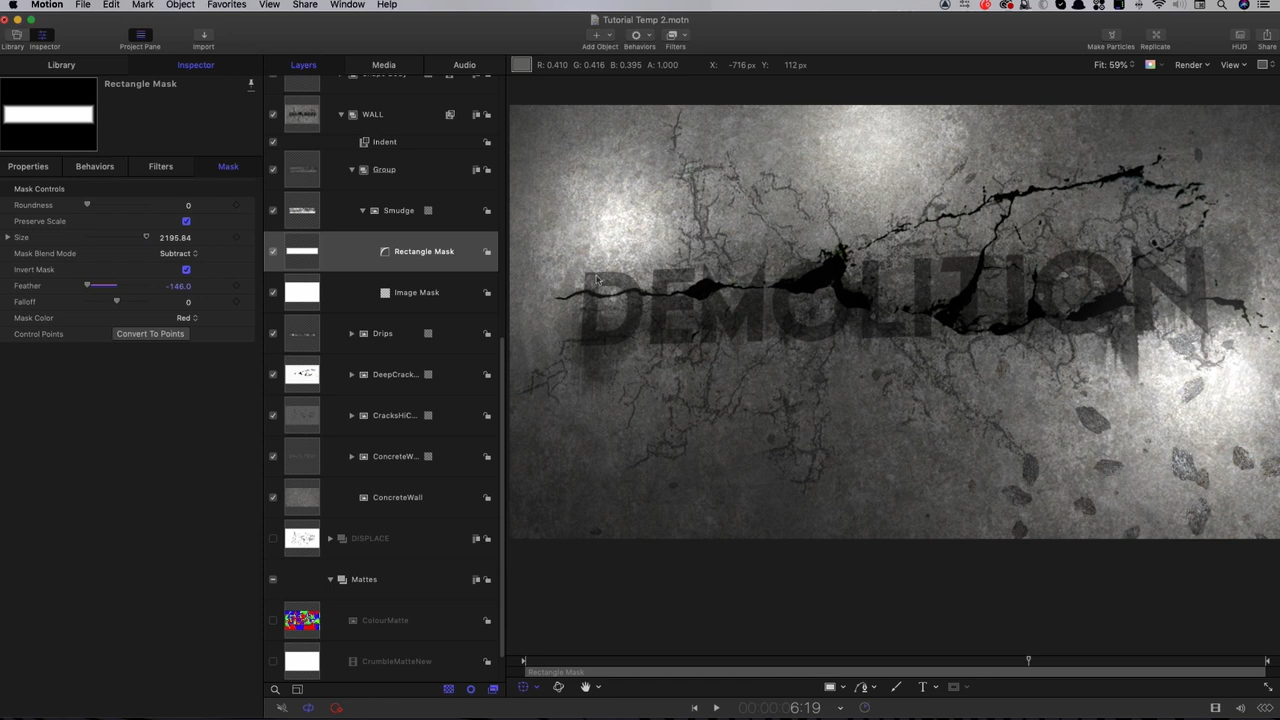 Motion File Edit Mark Object Favorites View Share Window Help
Tutorial Temp 2.motn
Library Inspector Project Pane Import Add Object Behaviors Filters Make Particles Replicate HUD Share
Library Inspector Layers Media Audio R: 0.410 G: 0.416 B: 0.395 A: 1.000 X: -716 px Y: 112 px Fit: 59% Render View
Rectangle Mask
Properties Behaviors Filters Mask
Mask Controls
Roundness 0
Preserve Scale
Size 2195.84
Mask Blend Mode Subtract
Invert Mask
Feather -146.0
Falloff 0
Mask Color Red
Control Points Convert To Points
WALL
Indent
Group
Smudge
Rectangle Mask
Image Mask
Drips
DeepCrack...
CracksHiC...
ConcreteW...
ConcreteWall
DISPLACE
Mattes
ColourMatte
CrumbleMatteNew
DEMOLITION
Rectangle Mask
T
6:19